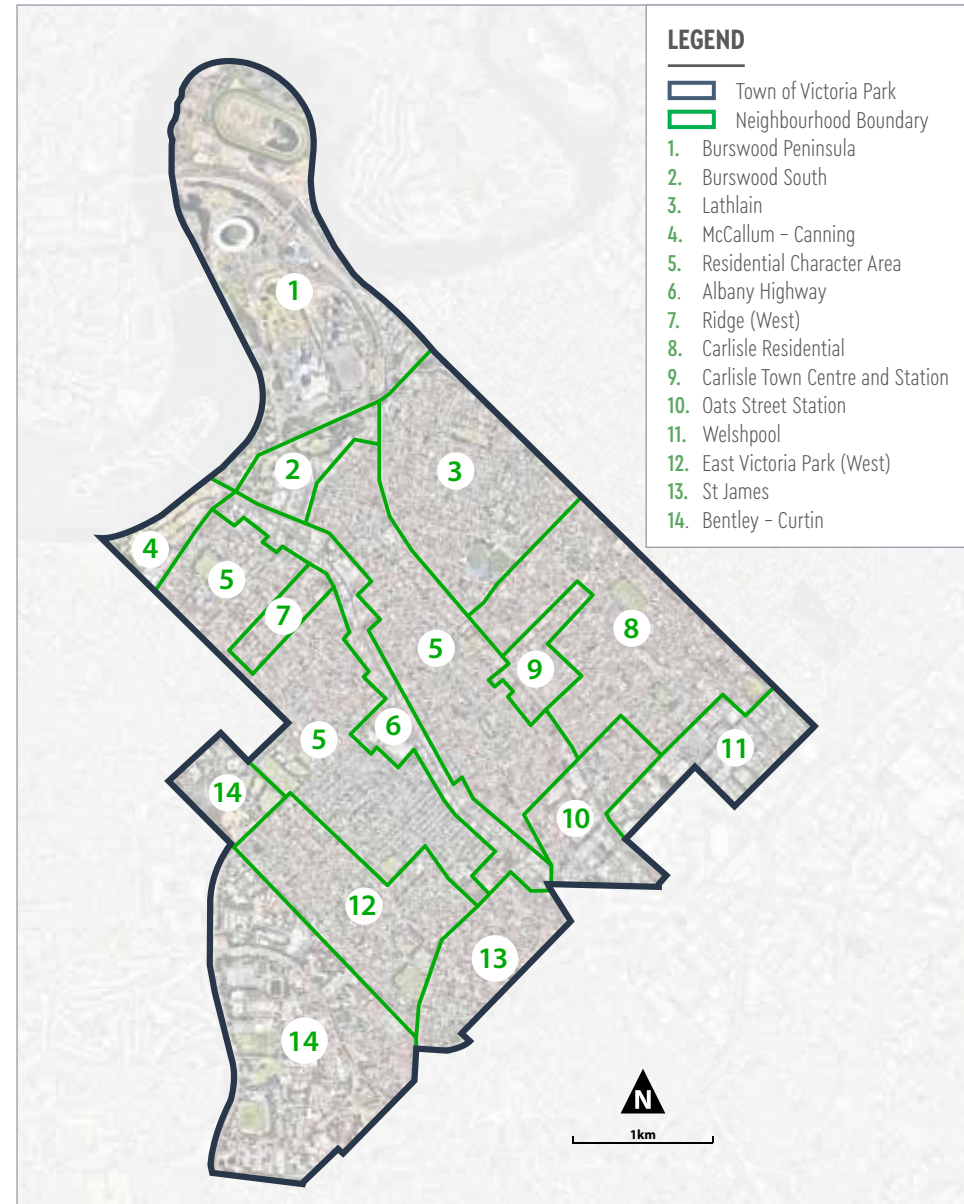 LEGEND
Town of Victoria Park
Neighbourhood Boundary
1. Burswood Peninsula
2. Burswood South
3. Lathlain
4. McCallum – Canning
5. Residential Character Area
6. Albany Highway
7. Ridge (West)
8. Carlisle Residential
9. Carlisle Town Centre and Station
10. Oats Street Station
11. Welshpool
12. East Victoria Park (West)
13. St James
14. Bentley – Curtin
1
2
3
4
5
7
8
5
9
6
5
11
14
10
12
13
14
N
1km